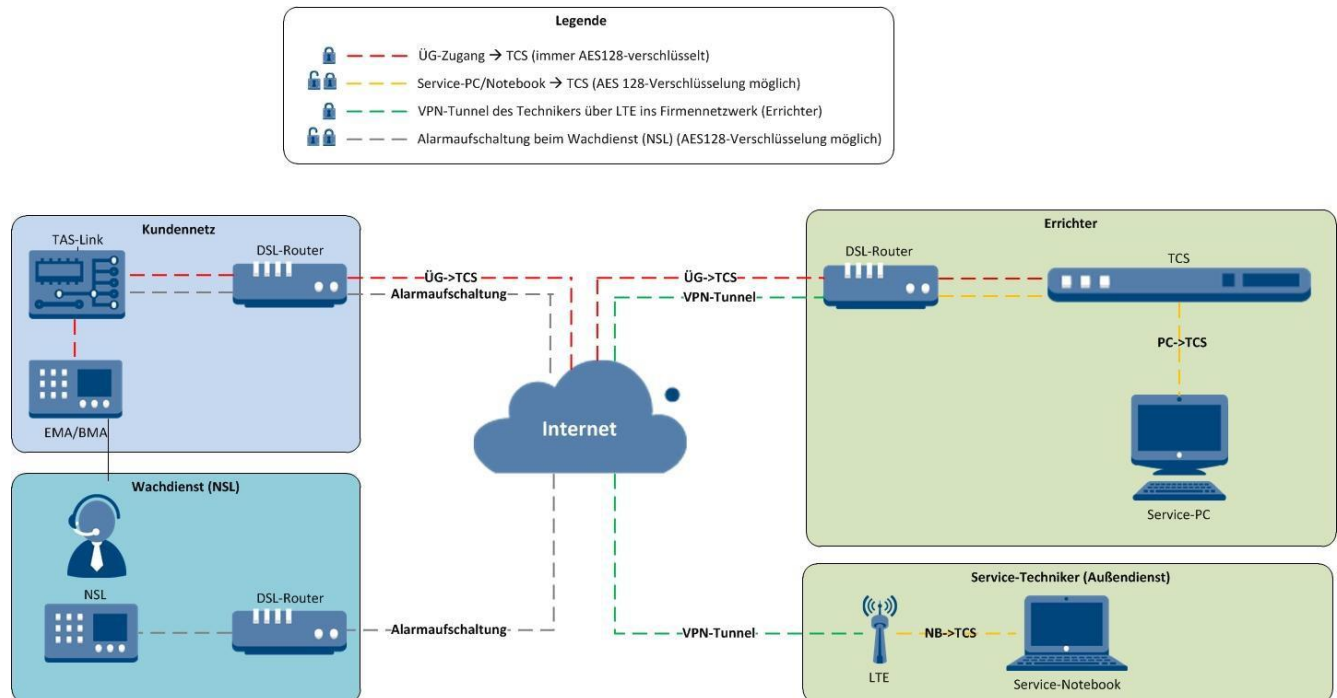 Legende
ÜG-Zugang → TCS (immer AES128-verschlüsselt)
Service-PC/Notebook → TCS (AES 128-Verschlüsselung möglich)
VPN-Tunnel des Technikers über LTE ins Firmennetzwerk (Errichter)
Alarmaufschaltung beim Wachdienst (NSL) (AES128-Verschlüsselung möglich)
Kundennetz
TAS-Link
DSL-Router
EMA/BMA
ÜG->TCS
Alarmaufschaltung
ÜG->TCS
VPN-Tunnel
Errichter
DSL-Router
TCS
PC->TCS
Service-PC
Internet
Wachdienst (NSL)
NSL
DSL-Router
Alarmaufschaltung
VPN-Tunnel
Service-Techniker (Außendienst)
LTE
NB->TCS
Service-Notebook